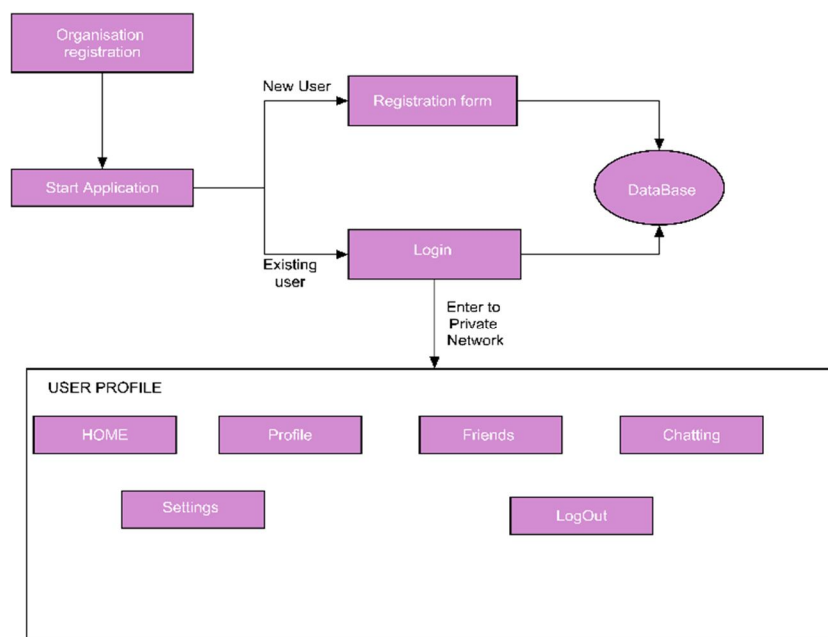 Organisation
registration
New User
Registration form
Start Application
DataBase
Login
Existing
user
Enter to
Private
Network
USER PROFILE
HOME
Profile
Friends
Chatting
Settings
LogOut